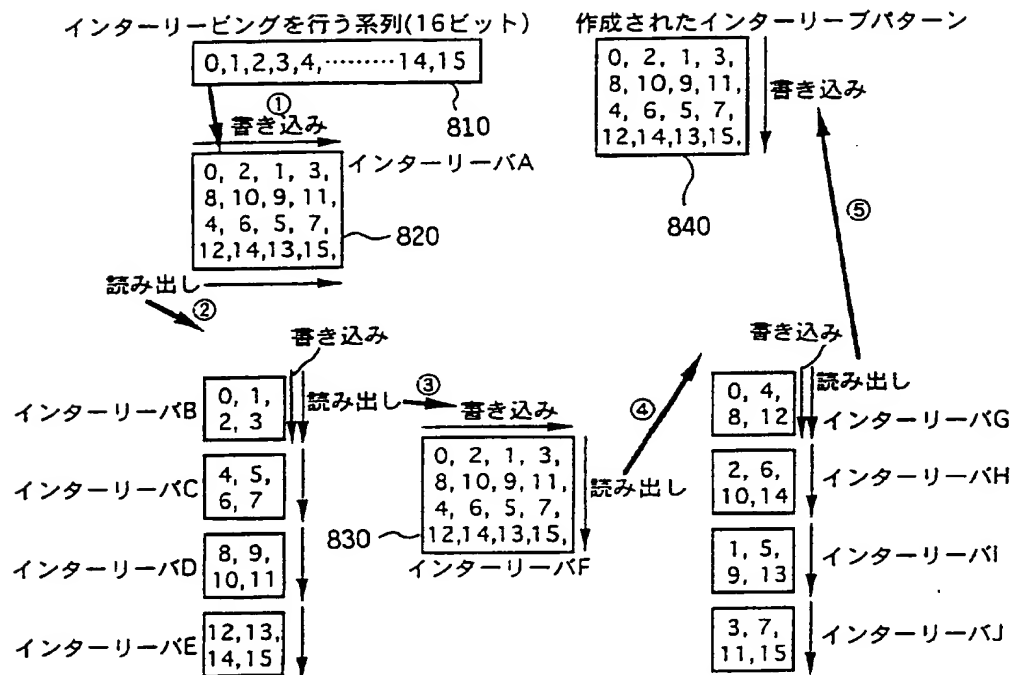 インターリービングを行う系列(16ビット)
0,1,2,3,4,………14,15
810
①
書き込み
インターリーバA
0, 2, 1, 3,
8, 10, 9, 11,
4, 6, 5, 7,
12,14,13,15,
820
読み出し
②
作成されたインターリーブパターン
0, 2, 1, 3,
8, 10, 9, 11,
4, 6, 5, 7,
12,14,13,15,
書き込み
840
⑤
書き込み
インターリーバB
0, 1,
2, 3
読み出し
③
インターリーバC
4, 5,
6, 7
インターリーバD
8, 9,
10,11
インターリーバE
12,13,
14,15
書き込み
0, 2, 1, 3,
8, 10, 9, 11,
4, 6, 5, 7,
12,14,13,15,
830
インターリーバF
読み出し
④
書き込み
0, 4,
8, 12
読み出し
インターリーバG
2, 6,
10,14
インターリーバH
1, 5,
9, 13
インターリーバI
3, 7,
11,15
インターリーバJ